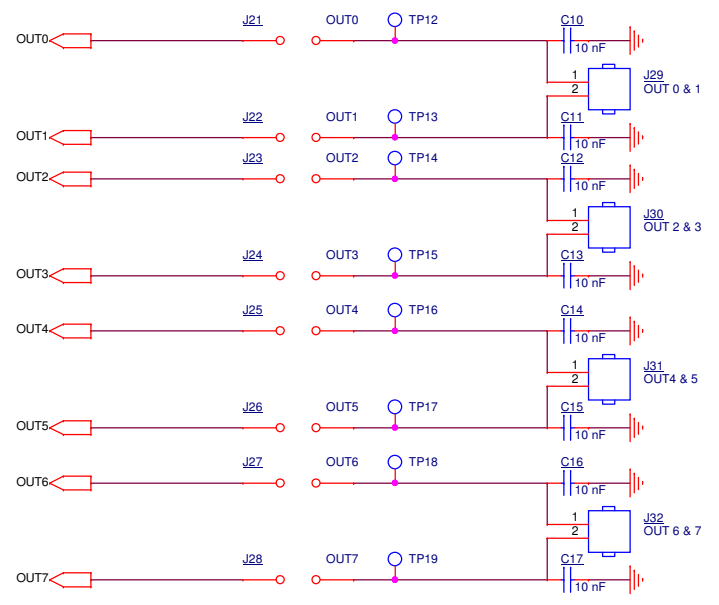 J21 OUT0 TP12 C10
OUT0 10 nF
1 J29
2 OUT 0 & 1
J22 OUT1 TP13 C11
OUT1 10 nF
J23 OUT2 TP14 C12
OUT2 10 nF
1 J30
2 OUT 2 & 3
J24 OUT3 TP15 C13
OUT3 10 nF
J25 OUT4 TP16 C14
OUT4 10 nF
1 J31
2 OUT4 & 5
J26 OUT5 TP17 C15
OUT5 10 nF
J27 OUT6 TP18 C16
OUT6 10 nF
1 J32
2 OUT 6 & 7
J28 OUT7 TP19 C17
OUT7 10 nF